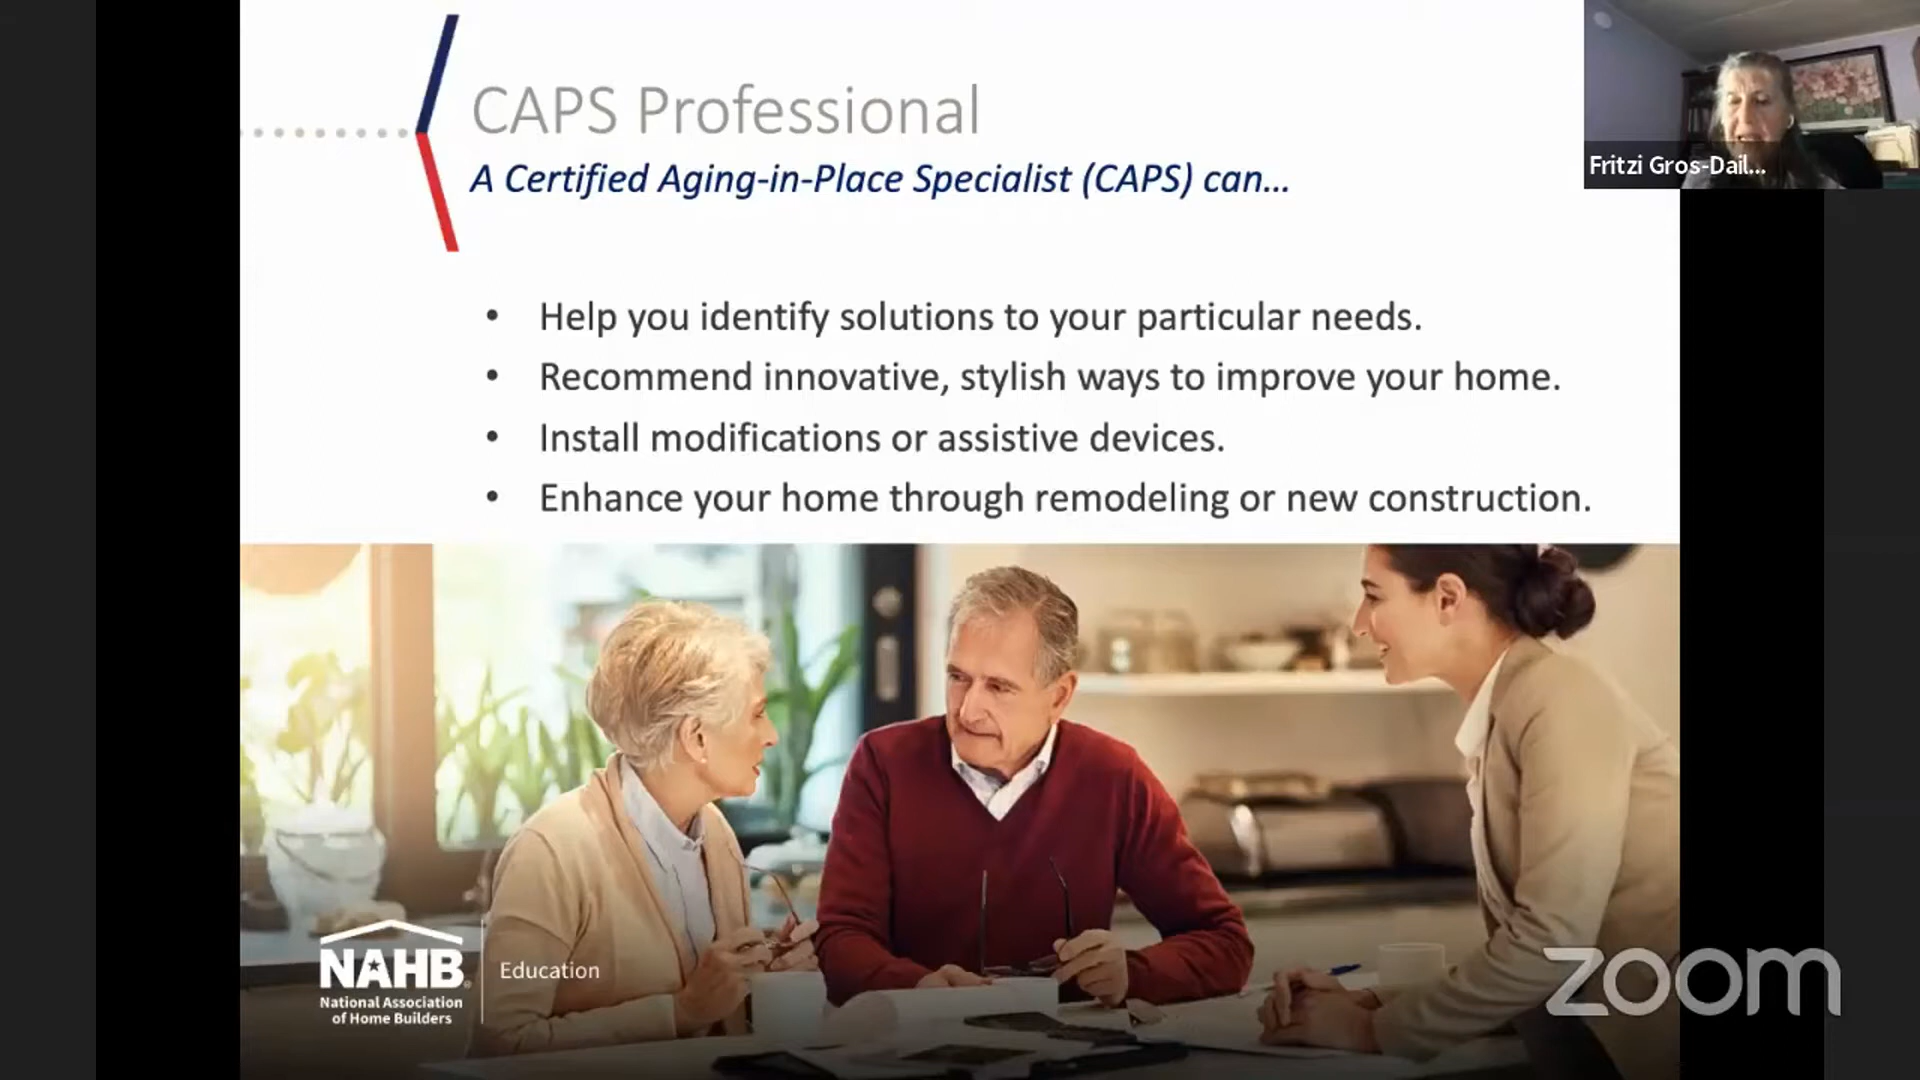 CAPS Professional
A Certified Aging-in-Place Specialist (CAPS) can...
Fritzi Gros-Dail...
• Help you identify solutions to your particular needs.
• Recommend innovative, stylish ways to improve your home.
• Install modifications or assistive devices.
• Enhance your home through remodeling or new construction.
NAHB®
National Association
of Home Builders
Education
zoom